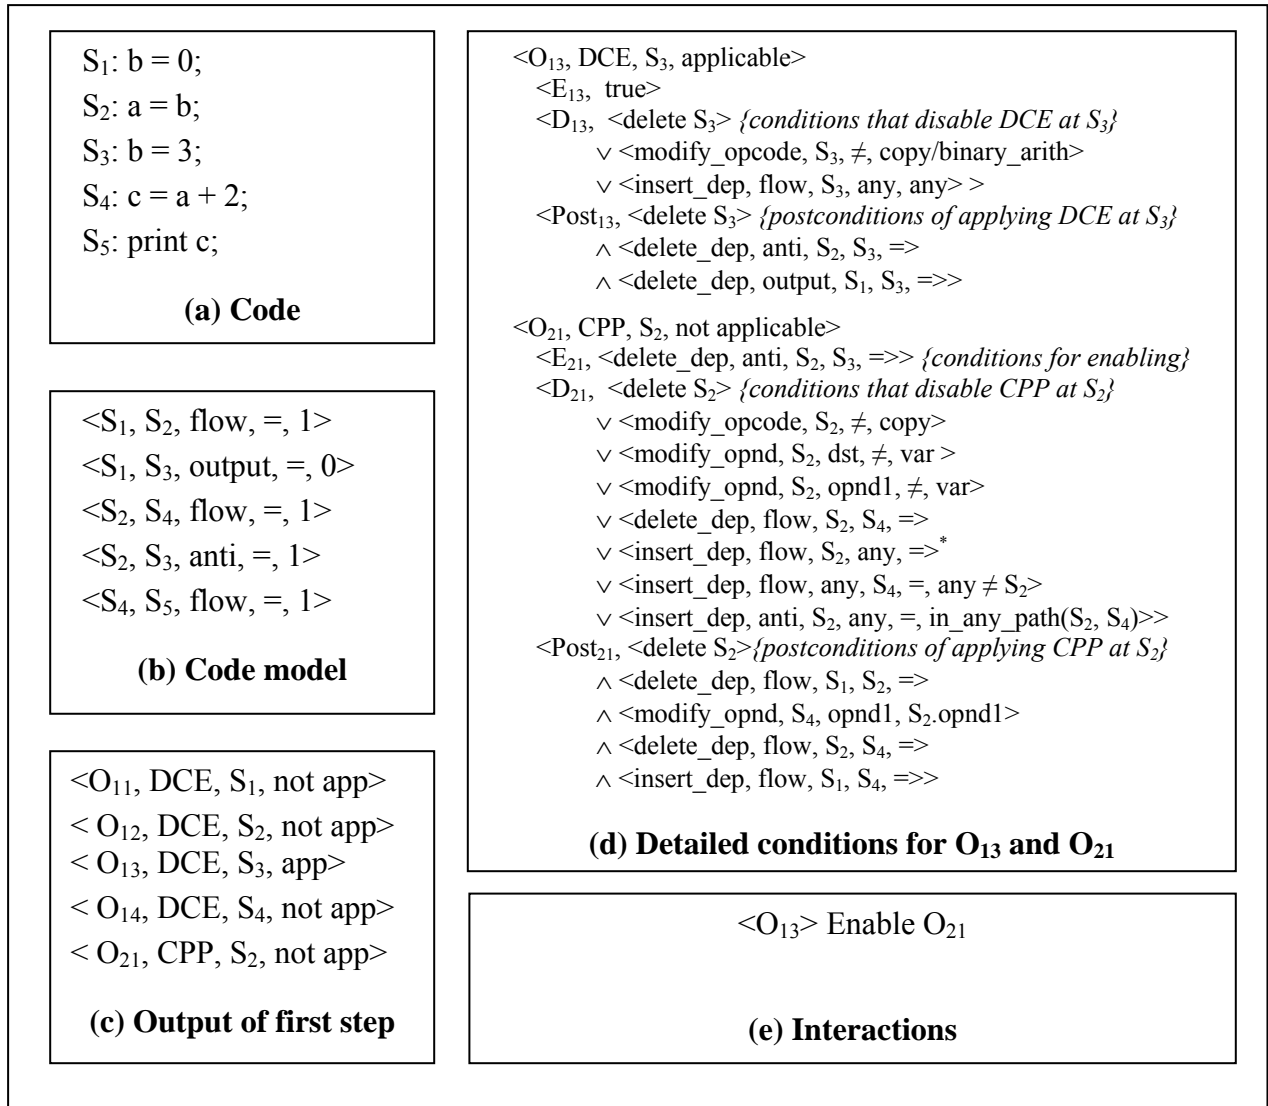 S₁: b = 0;
S₂: a = b;
S₃: b = 3;
S₄: c = a + 2;
S₅: print c;
(a) Code
<S₁, S₂, flow, =, 1>
<S₁, S₃, output, =, 0>
<S₂, S₄, flow, =, 1>
<S₂, S₃, anti, =, 1>
<S₄, S₅, flow, =, 1>
(b) Code model
<O₁₁, DCE, S₁, not app>
< O₁₂, DCE, S₂, not app>
< O₁₃, DCE, S₃, app>
< O₁₄, DCE, S₄, not app>
< O₂₁, CPP, S₂, not app>
(c) Output of first step
<O₁₃, DCE, S₃, applicable>
<E₁₃, true>
<D₁₃, <delete S₃> {conditions that disable DCE at S₃}
∨ <modify_opcode, S₃, ≠, copy/binary_arith>
∨ <insert_dep, flow, S₃, any, any> >
<Post₁₃, <delete S₃> {postconditions of applying DCE at S₃}
∧ <delete_dep, anti, S₂, S₃, =>
∧ <delete_dep, output, S₁, S₃, =>>
<O₂₁, CPP, S₂, not applicable>
<E₂₁, <delete_dep, anti, S₂, S₃, =>> {conditions for enabling}
<D₂₁, <delete S₂> {conditions that disable CPP at S₂}
∨ <modify_opcode, S₂, ≠, copy>
∨ <modify_opnd, S₂, dst, ≠, var >
∨ <modify_opnd, S₂, opnd1, ≠, var>
∨ <delete_dep, flow, S₂, S₄, =>
∨ <insert_dep, flow, S₂, any, =>*
∨ <insert_dep, flow, any, S₄, =, any ≠ S₂>
∨ <insert_dep, anti, S₂, any, =, in_any_path(S₂, S₄)>>
<Post₂₁, <delete S₂>{postconditions of applying CPP at S₂}
∧ <delete_dep, flow, S₁, S₂, =>
∧ <modify_opnd, S₄, opnd1, S₂.opnd1>
∧ <delete_dep, flow, S₂, S₄, =>
∧ <insert_dep, flow, S₁, S₄, =>>
(d) Detailed conditions for O₁₃ and O₂₁
<O₁₃> Enable O₂₁
(e) Interactions